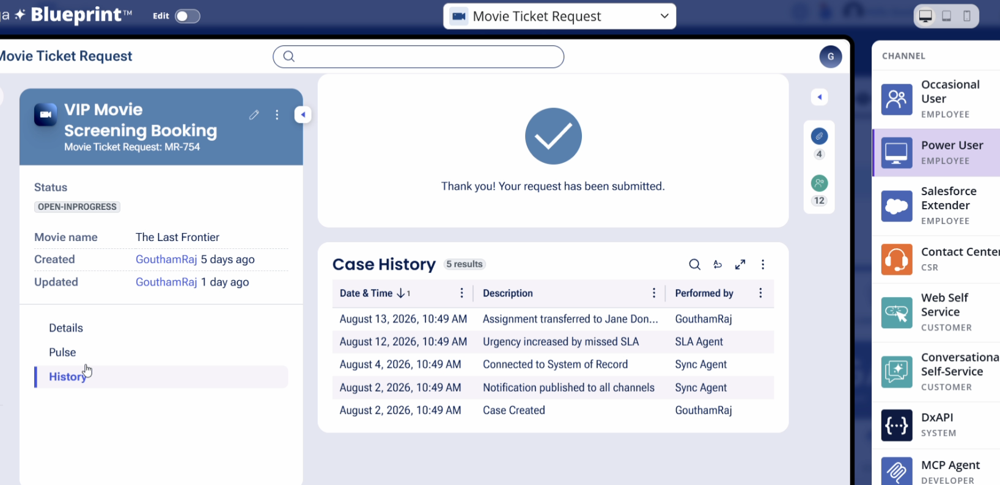 Blueprint™
Edit
Movie Ticket Request
Movie Ticket Request
G
VIP Movie
Screening Booking
Movie Ticket Request: MR-754
Status
OPEN-INPROGRESS
Movie name The Last Frontier
Created GouthamRaj 5 days ago
Updated GouthamRaj 1 day ago
Details
Pulse
History
Thank you! Your request has been submitted.
Case History 5 results
Date & Time 1 Description Performed by
August 13, 2026, 10:49 AM Assignment transferred to Jane Don... GouthamRaj
August 12, 2026, 10:49 AM Urgency increased by missed SLA SLA Agent
August 4, 2026, 10:49 AM Connected to System of Record Sync Agent
August 2, 2026, 10:49 AM Notification published to all channels Sync Agent
August 2, 2026, 10:49 AM Case Created GouthamRaj
4
12
CHANNEL
Occasional
User
EMPLOYEE
Power User
EMPLOYEE
Salesforce
Extender
EMPLOYEE
Contact Center
CSR
Web Self
Service
CUSTOMER
Conversationa
Self-Service
CUSTOMER
DxAPI
SYSTEM
MCP Agent
DEVELOPER